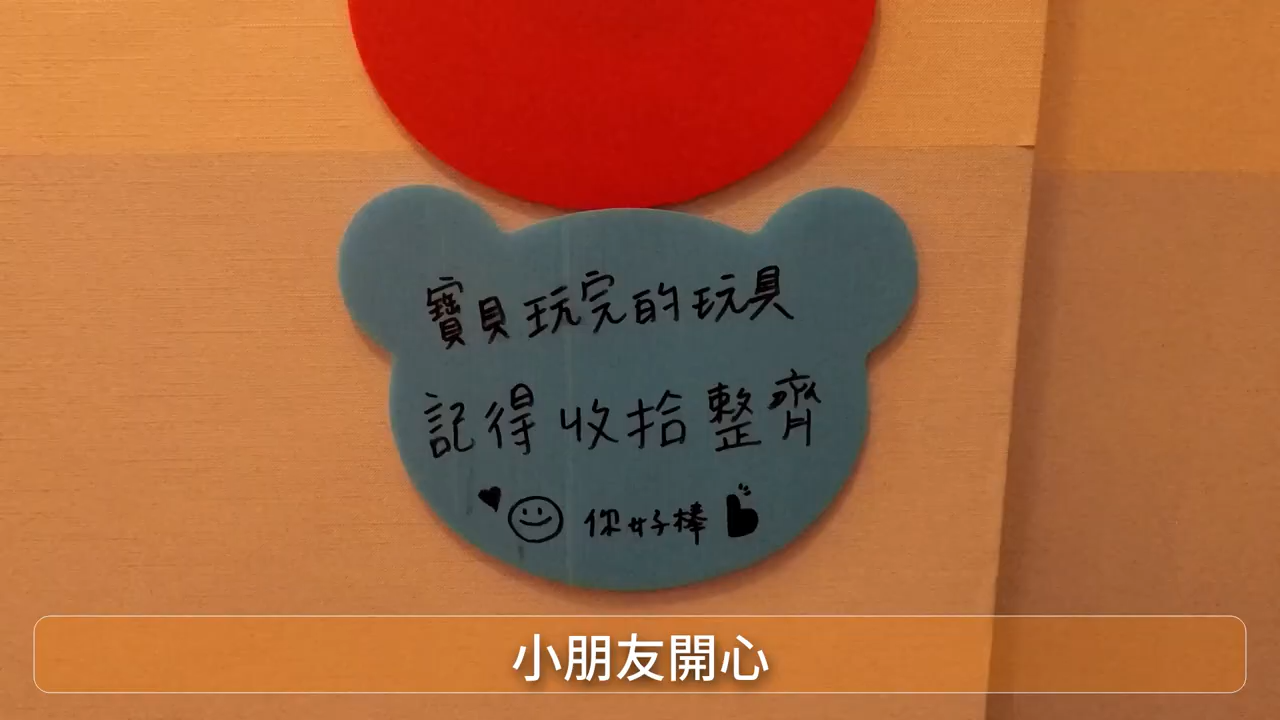 寶貝玩完的玩具
記得收拾整齊
你好棒
小朋友開心